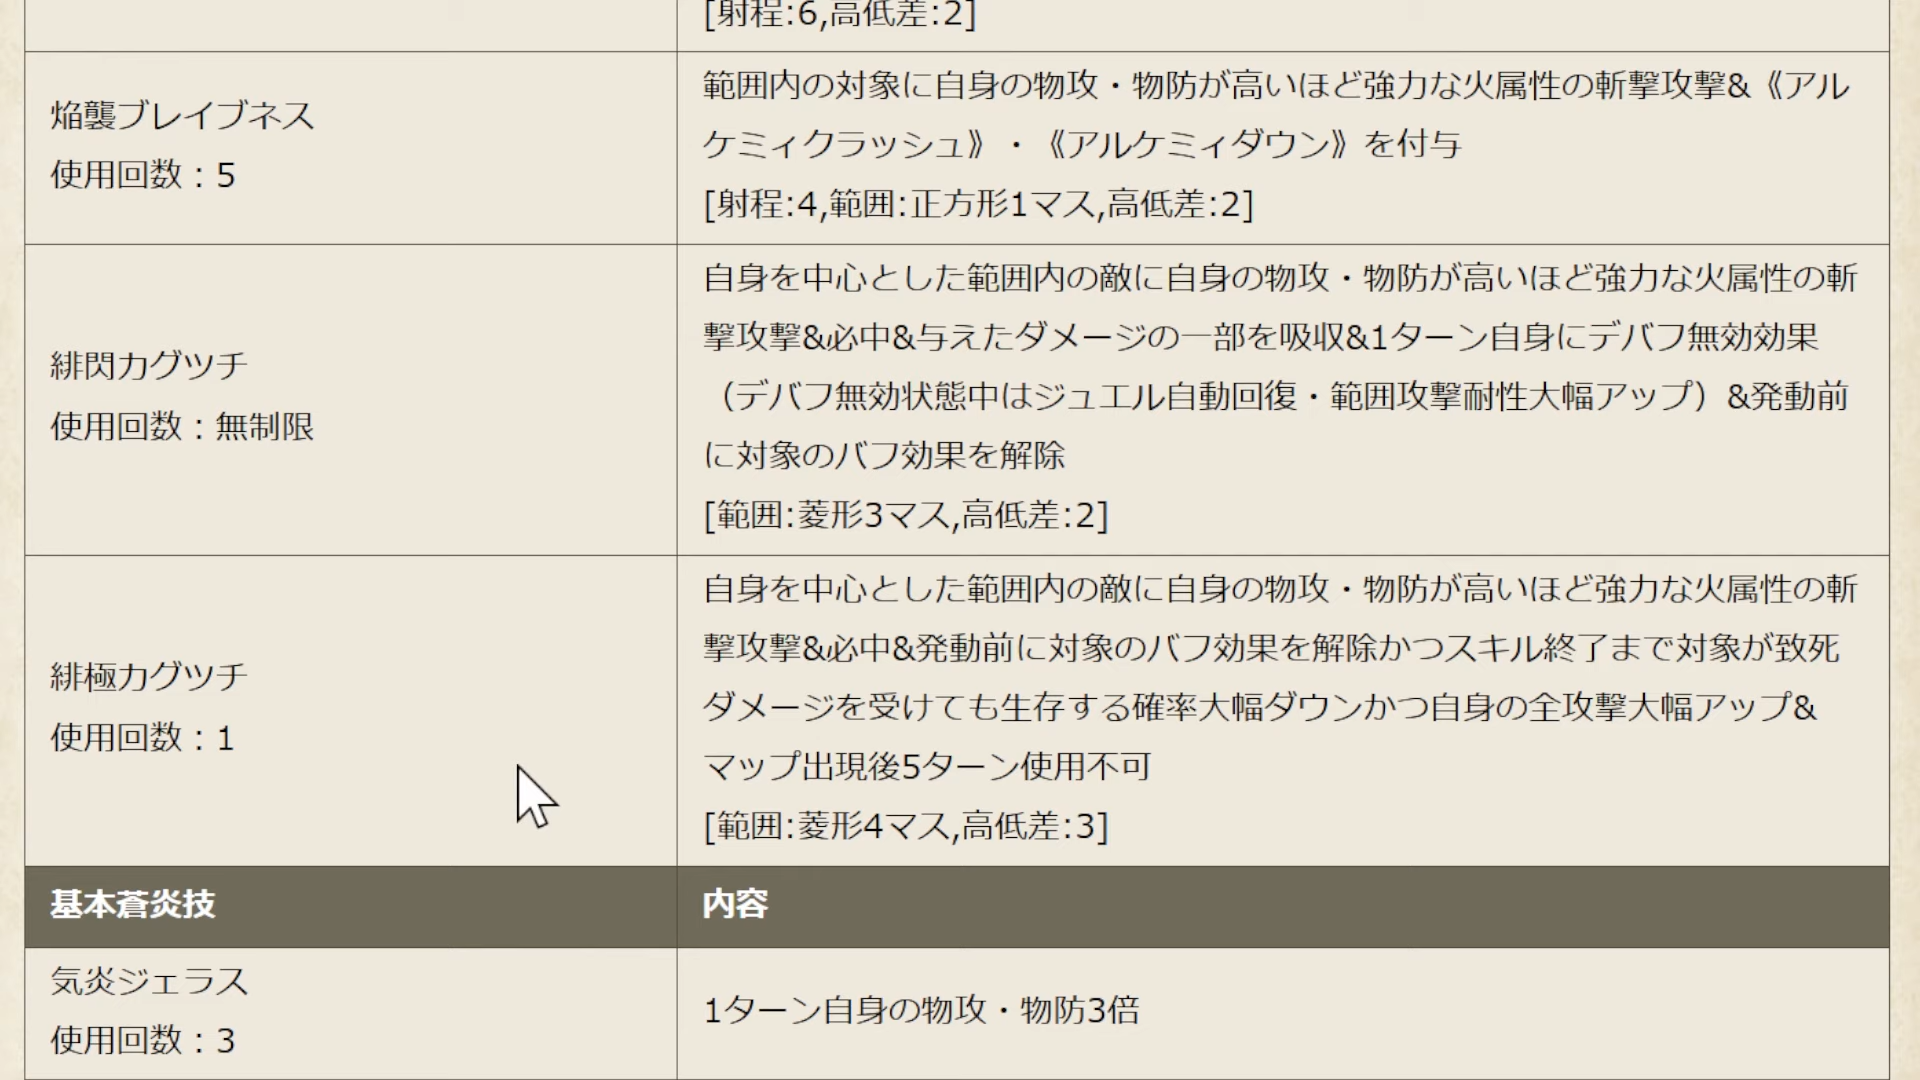 [射程:6,高低差:2]
焔襲ブレイブネス
使用回数：5
範囲内の対象に自身の物攻・物防が高いほど強力な火属性の斬撃攻撃&《アル
ケミィクラッシュ》・《アルケミィダウン》を付与
[射程:4,範囲:正方形1マス,高低差:2]
緋閃カグツチ
使用回数：無制限
自身を中心とした範囲内の敵に自身の物攻・物防が高いほど強力な火属性の斬
撃攻撃&必中&与えたダメージの一部を吸収&1ターン自身にデバフ無効効果
（デバフ無効状態中はジュエル自動回復・範囲攻撃耐性大幅アップ）&発動前
に対象のバフ効果を解除
[範囲:菱形3マス,高低差:2]
緋極カグツチ
使用回数：1
自身を中心とした範囲内の敵に自身の物攻・物防が高いほど強力な火属性の斬
撃攻撃&必中&発動前に対象のバフ効果を解除かつスキル終了まで対象が致死
ダメージを受けても生存する確率大幅ダウンかつ自身の全攻撃大幅アップ&
マップ出現後5ターン使用不可
[範囲:菱形4マス,高低差:3]
基本蒼炎技
内容
気炎ジェラス
使用回数：3
1ターン自身の物攻・物防3倍